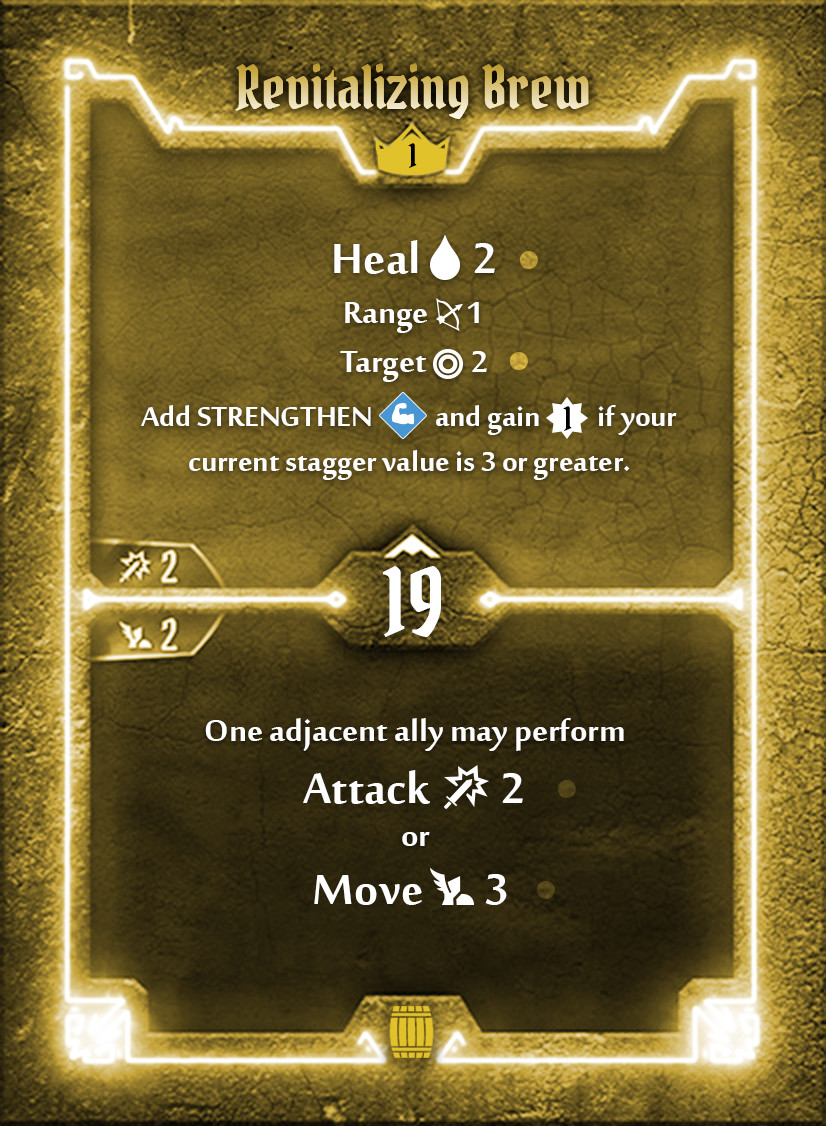 Revitalizing Brew
1
Heal 2
Range 1
Target 2
Add STRENGTHEN and gain 1 if your
current stagger value is 3 or greater.
2
19
2
One adjacent ally may perform
Attack 2
or
Move 3